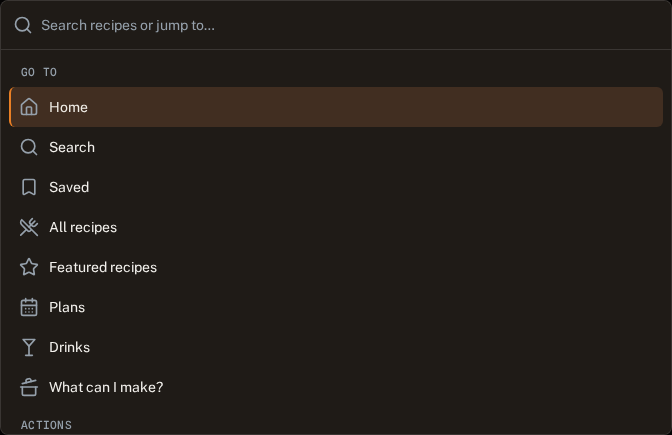 Search recipes or jump to...
GO TO
Home
Search
Saved
All recipes
Featured recipes
Plans
Drinks
What can I make?
ACTIONS